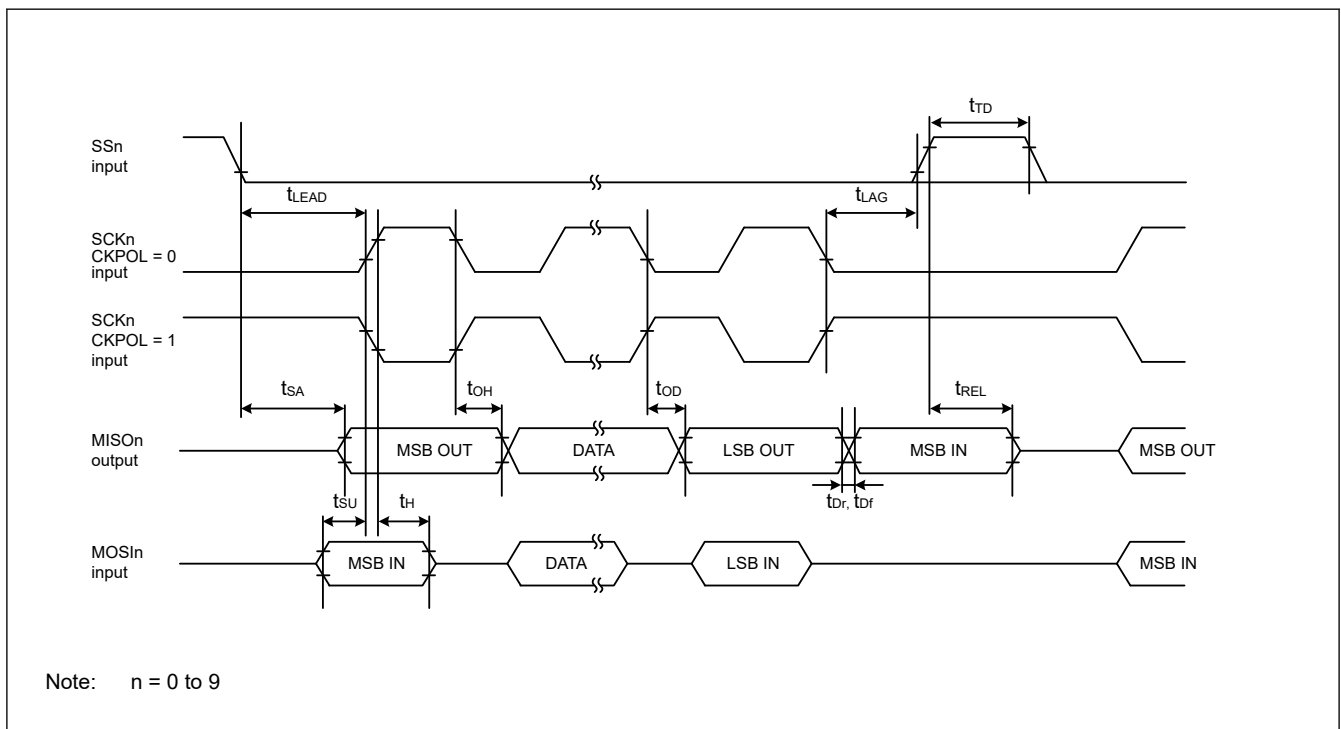 tTD
SSn
input
tLEAD
tLAG
SCKn
CKPOL = 0
input
SCKn
CKPOL = 1
input
tSA
tOH
tOD
tREL
MISOn
output
MSB OUT
DATA
LSB OUT
MSB IN
MSB OUT
tSU
tH
tDr, tDf
MOSIn
input
MSB IN
DATA
LSB IN
MSB IN
Note: n = 0 to 9